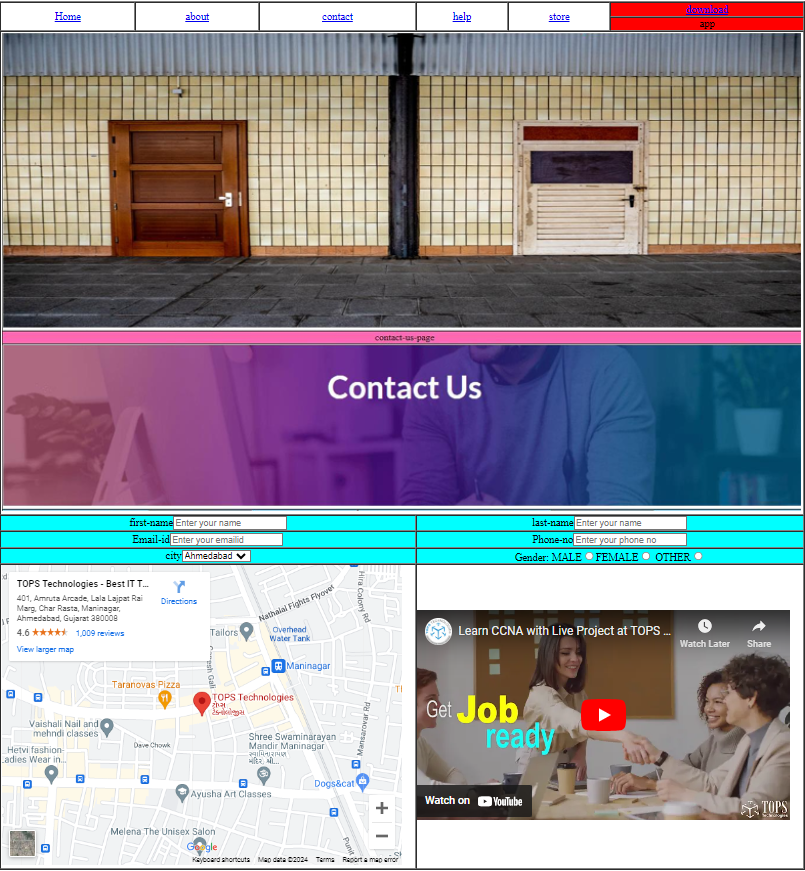 Home about contact help store download
app
contact-us-page
Contact Us
first-name Enter your name last-name Enter your name
Email-id Enter your emailid Phone-no Enter your phone no
city Ahmedabad Gender: MALE FEMALE OTHER
TOPS Technologies - Best IT T...
401, Amruta Arcade, Lala Lajpat Rai
Marg, Char Rasta, Maninagar,
Ahmedabad, Gujarat 380008
Directions
4.6 1,009 reviews
View larger map
Hira Colony Rd
Nathalal Fights Flyover
Tailors
Overhead
Water Tank
Maninagar
Taranovas Pizza
TOPS Technologies
ટોપ્સ
ટેકનોલોજીસ
Vaishali Nail and
mehndi classes
Dave Chowk
Mansarovar Rd
Shree Swaminarayan
Mandir Maninagar
Hetvi fashion-
Ladies Wear in...
Dogs&cat
Ayusha Art Classes
Melena The Unisex Salon
Punit
Google
Keyboard shortcuts Map data ©2024 Terms Report a map error
Learn CCNA with Live Project at TOPS ...
Watch Later Share
Get Job
ready
Watch on YouTube
TOPS
Technologies